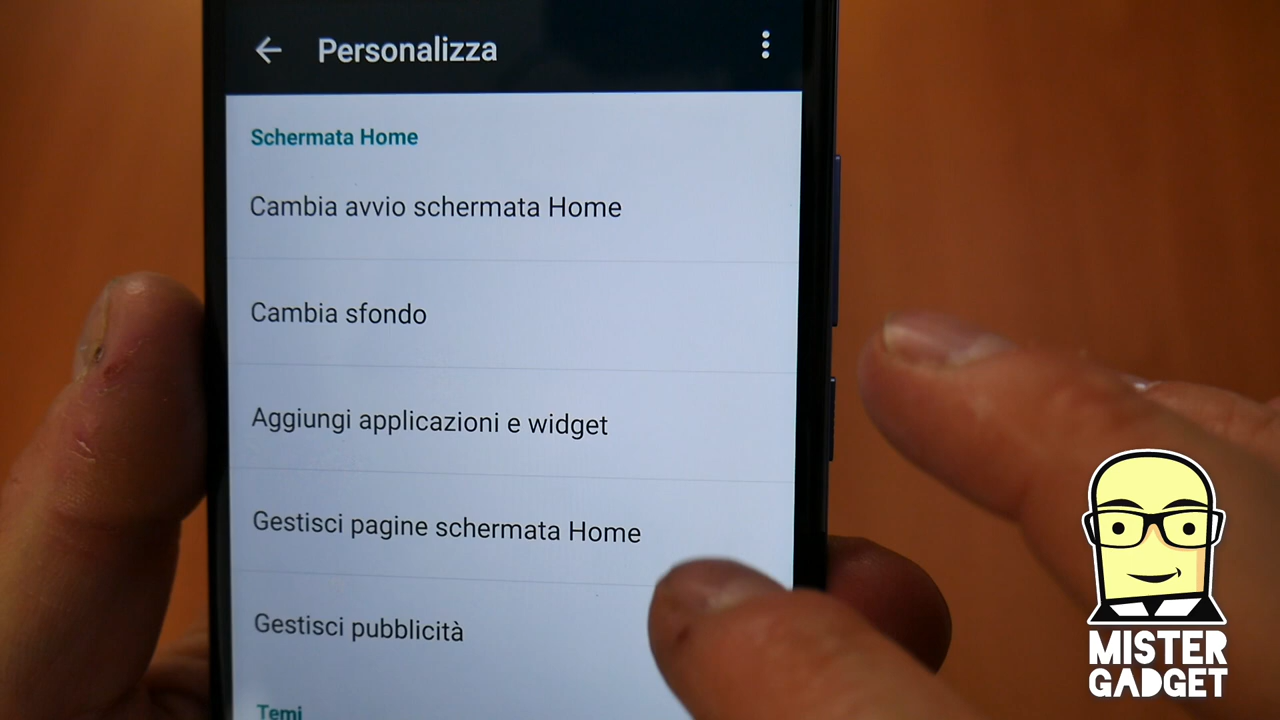 Personalizza
Schermata Home
Cambia avvio schermata Home
Cambia sfondo
Aggiungi applicazioni e widget
Gestisci pagine schermata Home
Gestisci pubblicità
Temi
MISTER
GADGET